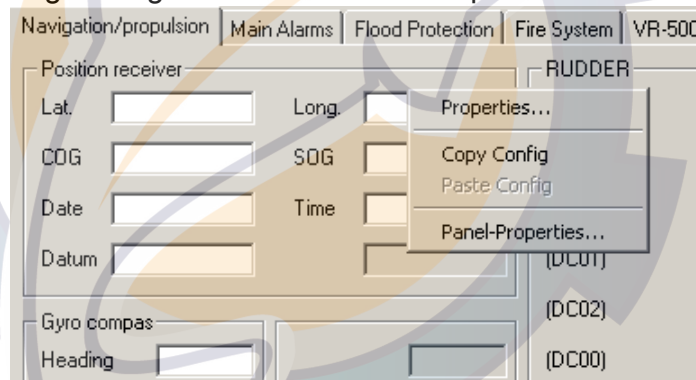 Navigation/propulsion Main Alarms Flood Protection Fire System VR-500
Position receiver RUDDER
Lat. Long. Properties...
COG SOG Copy Config
Paste Config
Date Time
Panel-Properties...
Datum (DC01)
(DC02)
Gyro compas
Heading (DC00)